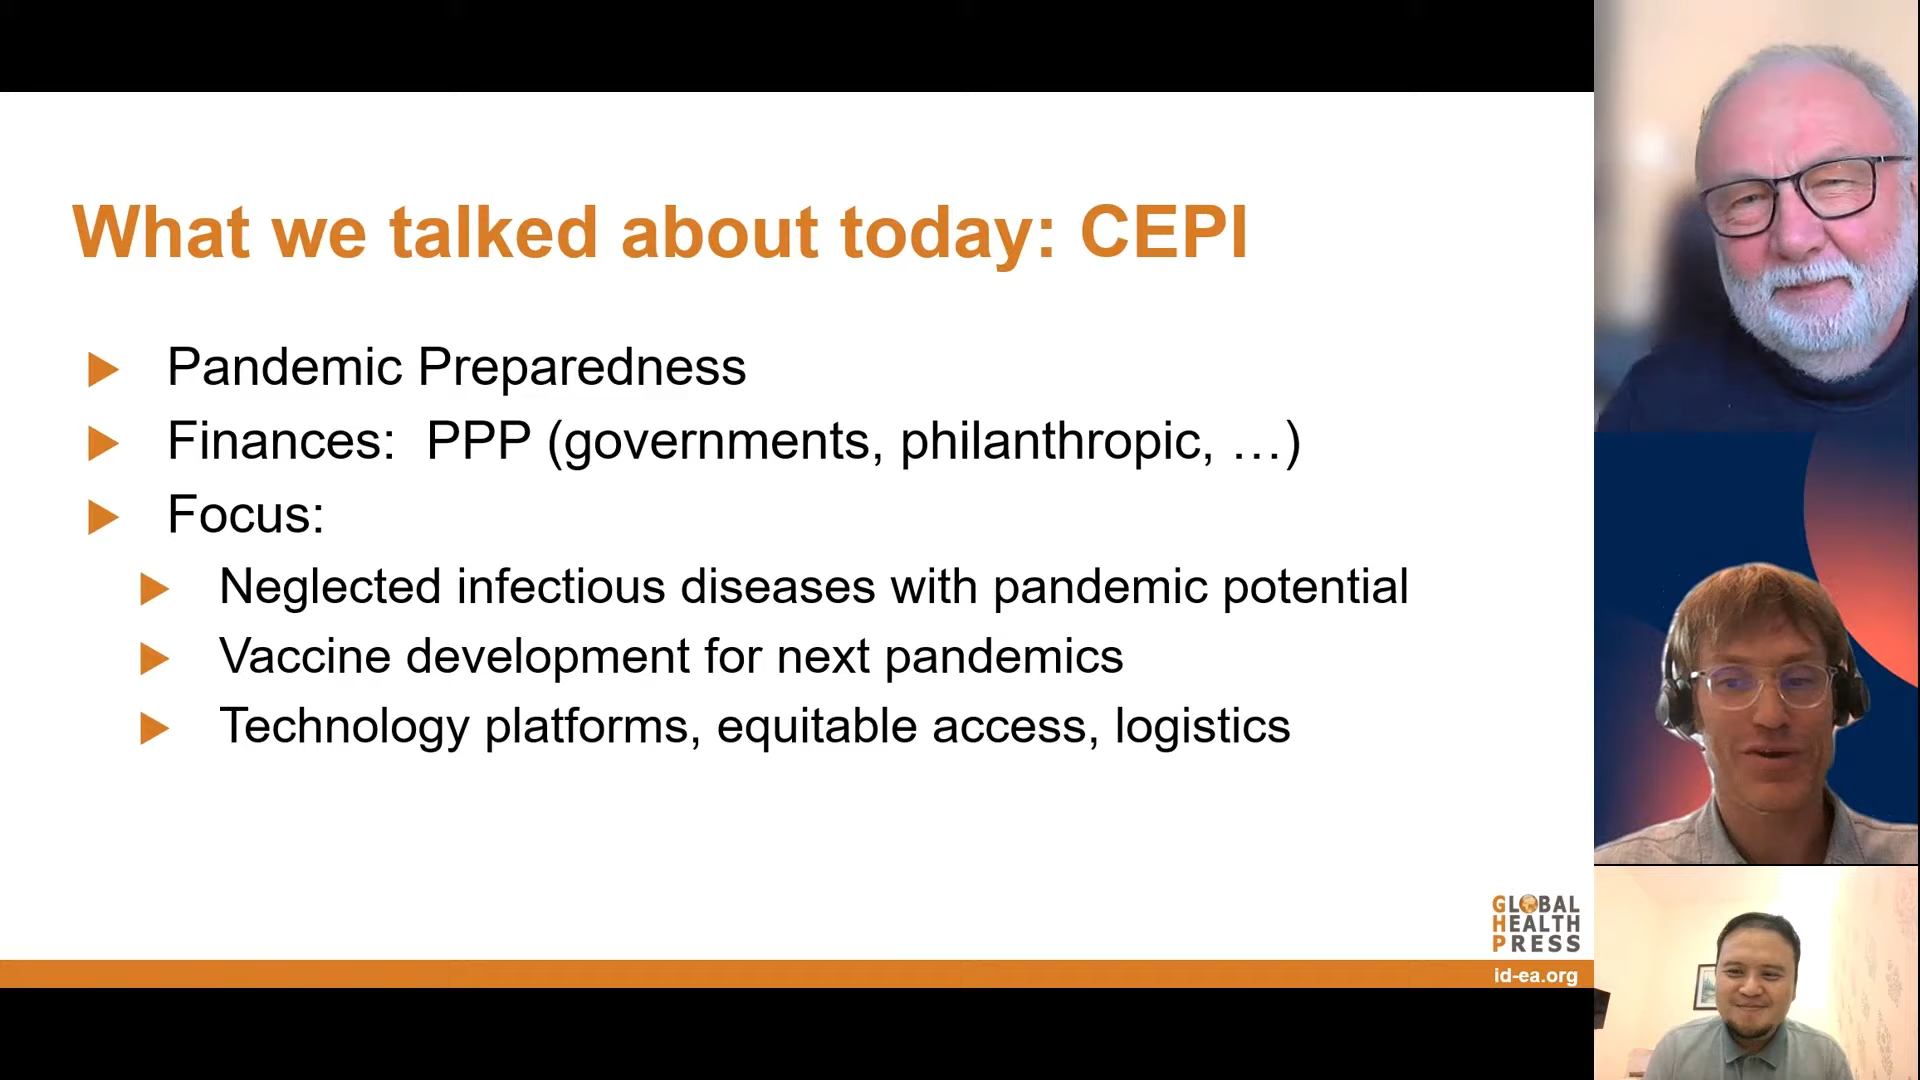 What we talked about today: CEPI
Pandemic Preparedness
Finances: PPP (governments, philanthropic, …)
Focus:
Neglected infectious diseases with pandemic potential
Vaccine development for next pandemics
Technology platforms, equitable access, logistics
GLOBAL
HEALTH
PRESS
id-ea.org